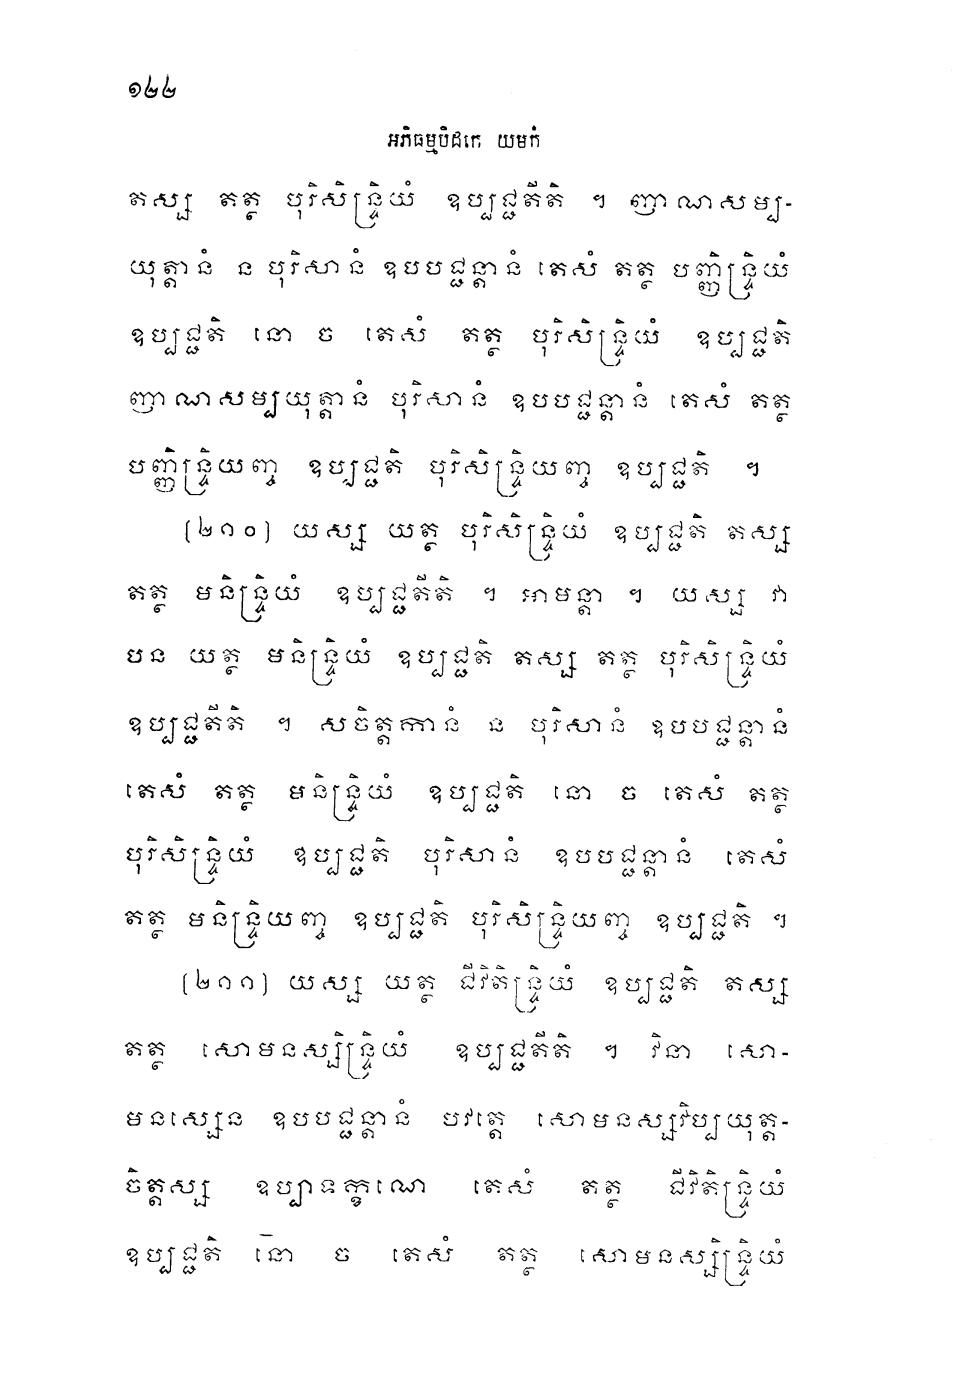 ១៤៤
អភិធម្មបិដកេ យមកំ
តស្ស តត្ថ បុរិសិន្ទ្រិយំ ឧប្បជ្ជតីតិ ។ ញាណសម្ប-
យុត្តានំ ន បុរិសានំ ឧបបជ្ជន្តានំ តេសំ តត្ថ បញ្ញិន្ទ្រិយំ
ឧប្បជ្ជតិ នោ ច តេសំ តត្ថ បុរិសិន្ទ្រិយំ ឧប្បជ្ជតិ
ញាណសម្បយុត្តានំ បុរិសានំ ឧបបជ្ជន្តានំ តេសំ តត្ថ
បញ្ញិន្ទ្រិយញ្ច ឧប្បជ្ជតិ បុរិសិន្ទ្រិយញ្ច ឧប្បជ្ជតិ ។
(២១០) យស្ស យត្ថ បុរិសិន្ទ្រិយំ ឧប្បជ្ជតិ តស្ស
តត្ថ មនិន្ទ្រិយំ ឧប្បជ្ជតីតិ ។ អាមន្តា ។ យស្ស វា
បន យត្ថ មនិន្ទ្រិយំ ឧប្បជ្ជតិ តស្ស តត្ថ បុរិសិន្ទ្រិយំ
ឧប្បជ្ជតីតិ ។ សចិត្តកានំ ន បុរិសានំ ឧបបជ្ជន្តានំ
តេសំ តត្ថ មនិន្ទ្រិយំ ឧប្បជ្ជតិ នោ ច តេសំ តត្ថ
បុរិសិន្ទ្រិយំ ឧប្បជ្ជតិ បុរិសានំ ឧបបជ្ជន្តានំ តេសំ
តត្ថ មនិន្ទ្រិយញ្ច ឧប្បជ្ជតិ បុរិសិន្ទ្រិយញ្ច ឧប្បជ្ជតិ ។
(២១១) យស្ស យត្ថ ជីវិតិន្ទ្រិយំ ឧប្បជ្ជតិ តស្ស
តត្ថ សោមនស្សិន្ទ្រិយំ ឧប្បជ្ជតីតិ ។ វិនា សោ-
មនស្សេន ឧបបជ្ជន្តានំ បវត្តេ សោមនស្សវិប្បយុត្ត-
ចិត្តស្ស ឧប្បាទក្ខណេ តេសំ តត្ថ ជីវិតិន្ទ្រិយំ
ឧប្បជ្ជតិ នោ ច តេសំ តត្ថ សោមនស្សិន្ទ្រិយំ